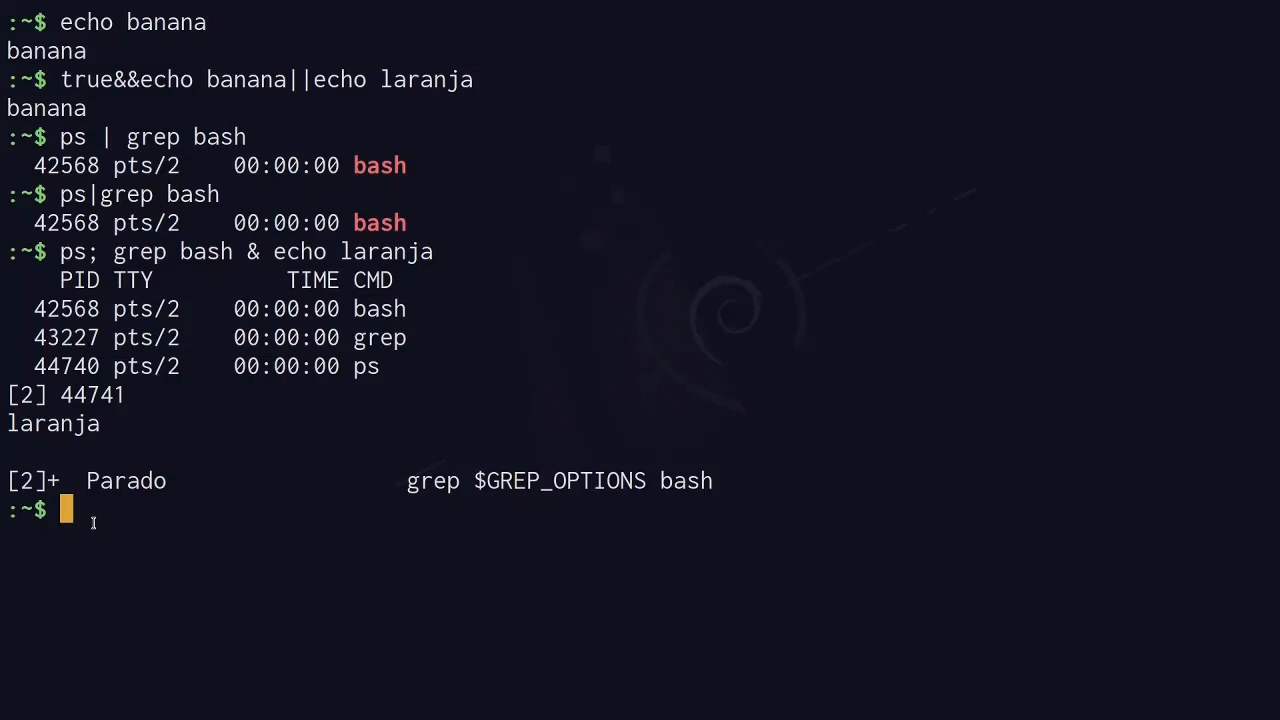 :~$ echo banana
banana
:~$ true&&echo banana||echo laranja
banana
:~$ ps | grep bash
  42568 pts/2    00:00:00 bash
:~$ ps|grep bash
  42568 pts/2    00:00:00 bash
:~$ ps; grep bash & echo laranja
    PID TTY          TIME CMD
  42568 pts/2    00:00:00 bash
  43227 pts/2    00:00:00 grep
  44740 pts/2    00:00:00 ps
[2] 44741
laranja
[2]+  Parado                  grep $GREP_OPTIONS bash
:~$